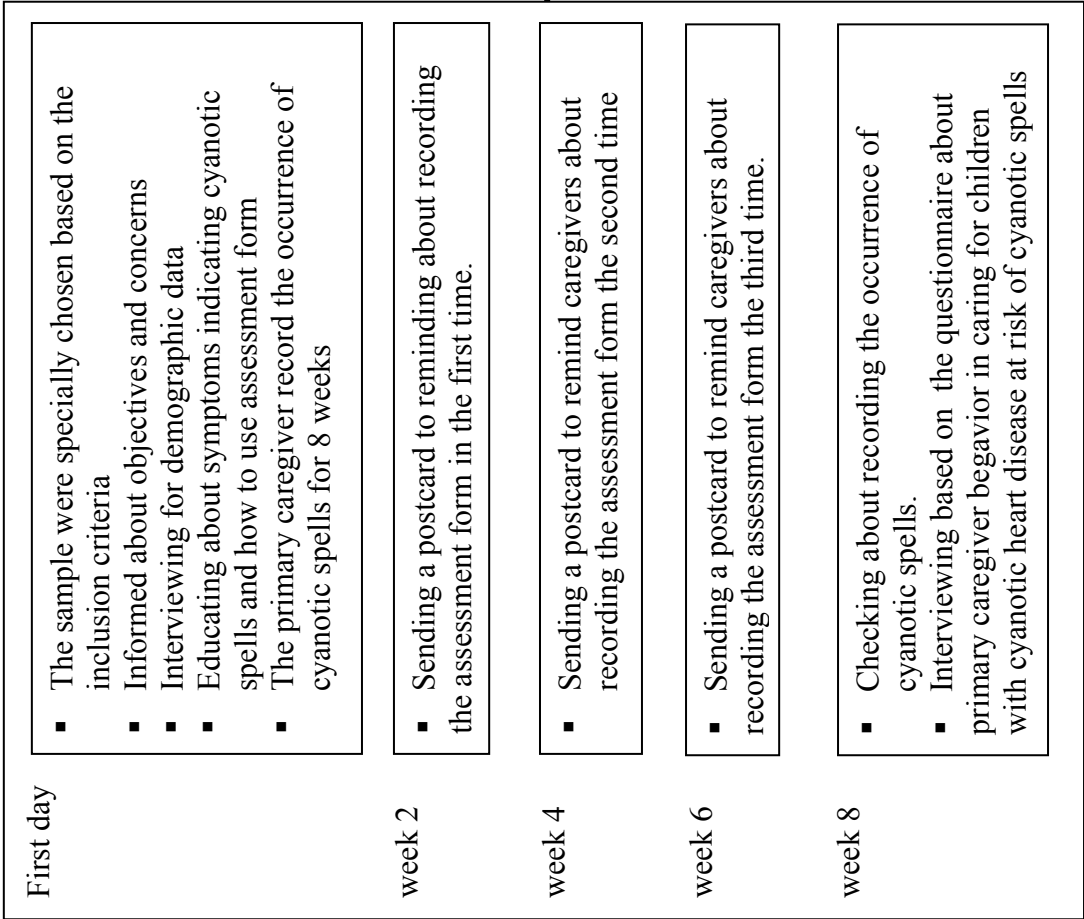 First day
▪ The sample were specially chosen based on the
inclusion criteria
▪ Informed about objectives and concerns
▪ Interviewing for demographic data
▪ Educating about symptoms indicating cyanotic
spells and how to use assessment form
▪ The primary caregiver record the occurrence of
cyanotic spells for 8 weeks
week 2
▪ Sending a postcard to reminding about recording
the assessment form in the first time.
week 4
▪ Sending a postcard to remind caregivers about
recording the assessment form the second time
week 6
▪ Sending a postcard to remind caregivers about
recording the assessment form the third time.
week 8
▪ Checking about recording the occurrence of
cyanotic spells.
▪ Interviewing based on the questionnaire about
primary caregiver begavior in caring for children
with cyanotic heart disease at risk of cyanotic spells